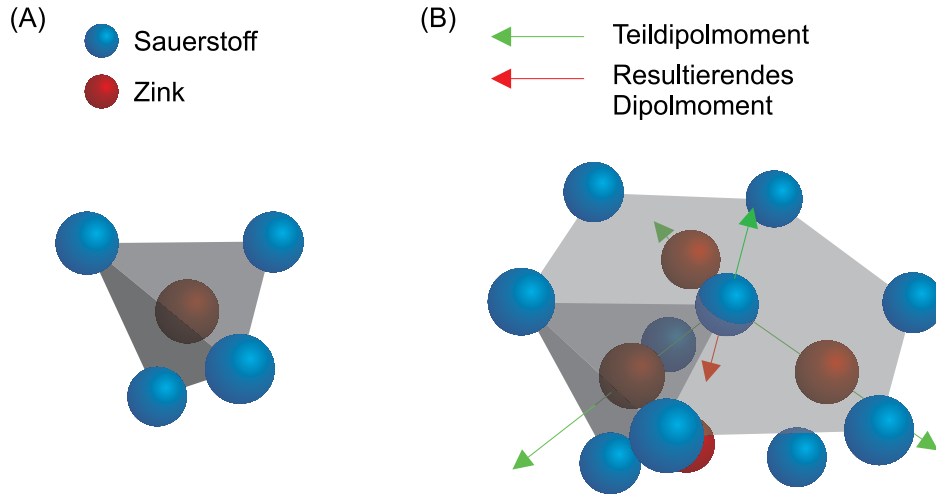 (A)
Sauerstoff
Zink
(B)
Teildipolmoment
Resultierendes
Dipolmoment